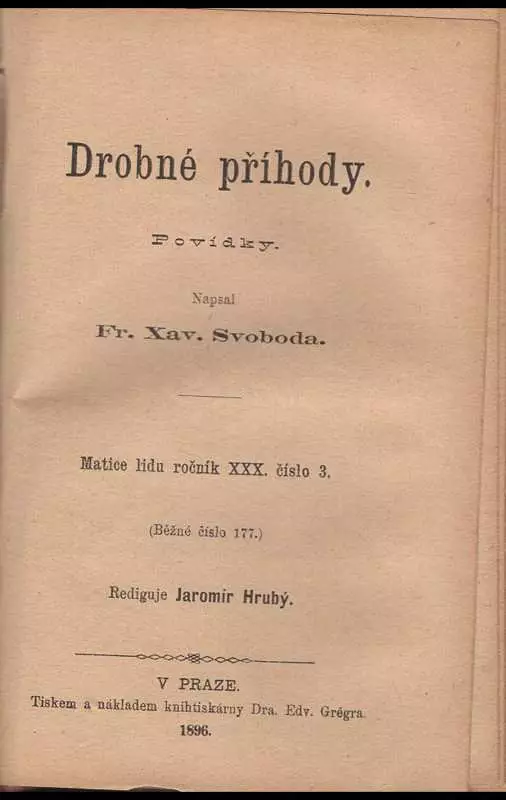 Drobné příhody.
Povídky.
Napsal
Fr. Xav. Svoboda.
Matice lidu ročník XXX. číslo 3.
(Běžné číslo 177.)
Rediguje Jaromír Hrubý.
V PRAZE.
Tiskem a nákladem knihtiskárny Dra. Edv. Grégra.
1896.